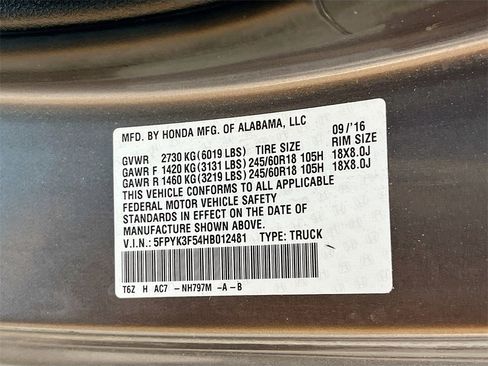 MFD. BY HONDA MFG. OF ALABAMA, LLC 09/'16
GVWR 2730 KG(6019 LBS) TIRE SIZE RIM SIZE
GAWR F 1420 KG(3131 LBS)245/60R18 105H 18X8.0J
GAWR R 1460 KG(3219 LBS)245/60R18 105H 18X8.0J
THIS VEHICLE CONFORMS TO ALL APPLICABLE
FEDERAL MOTOR VEHICLE SAFETY
STANDARDS IN EFFECT ON THE DATE OF
MANUFACTURE SHOWN ABOVE.
V.I.N.: 5FPYK3F54HB012481 TYPE: TRUCK
T6Z H AC7 -NH797M -A -B